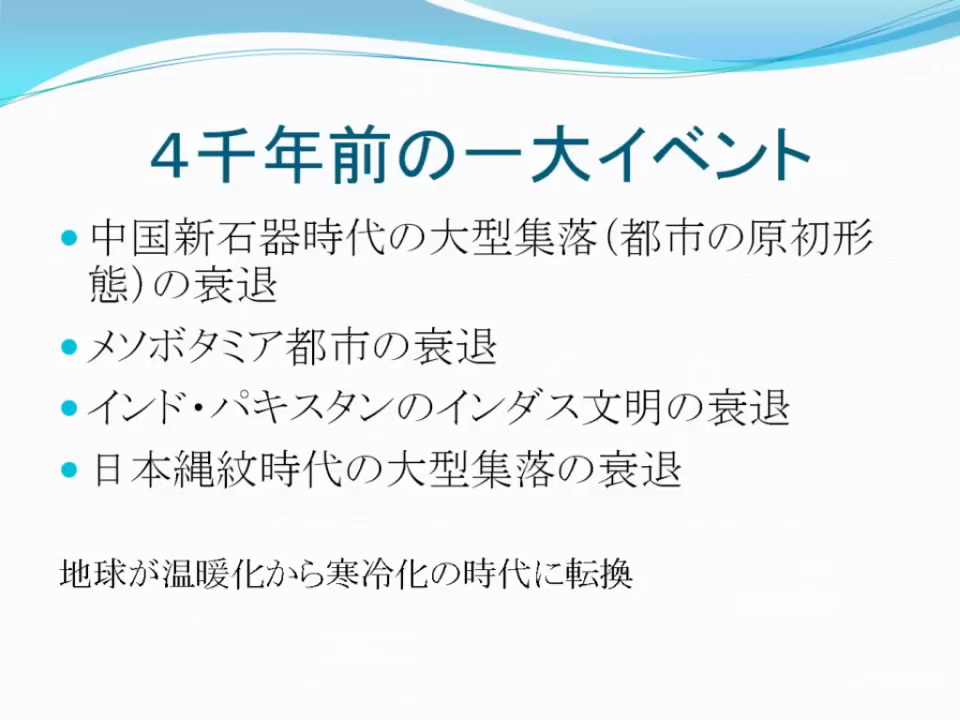 ４千年前の一大イベント
• 中国新石器時代の大型集落（都市の原初形
態）の衰退
• メソボタミア都市の衰退
• インド・パキスタンのインダス文明の衰退
• 日本縄紋時代の大型集落の衰退
地球が温暖化から寒冷化の時代に転換